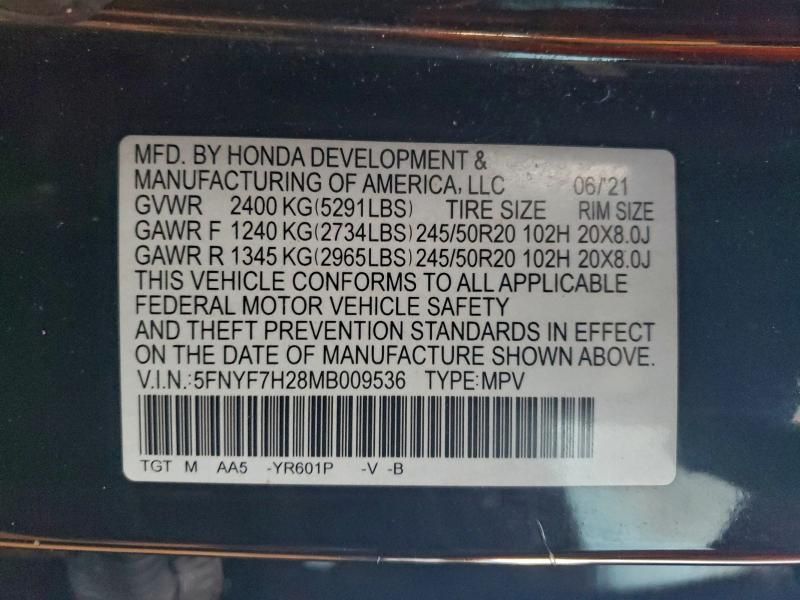 MFD. BY HONDA DEVELOPMENT &
MANUFACTURING OF AMERICA, LLC 06/'21
GVWR 2400 KG(5291LBS) TIRE SIZE RIM SIZE
GAWR F 1240 KG(2734LBS) 245/50R20 102H 20X8.0J
GAWR R 1345 KG(2965LBS) 245/50R20 102H 20X8.0J
THIS VEHICLE CONFORMS TO ALL APPLICABLE
FEDERAL MOTOR VEHICLE SAFETY
AND THEFT PREVENTION STANDARDS IN EFFECT
ON THE DATE OF MANUFACTURE SHOWN ABOVE.
V.I.N.:5FNYF7H28MB009536 TYPE:MPV
TGT M AA5 -YR601P -V -B